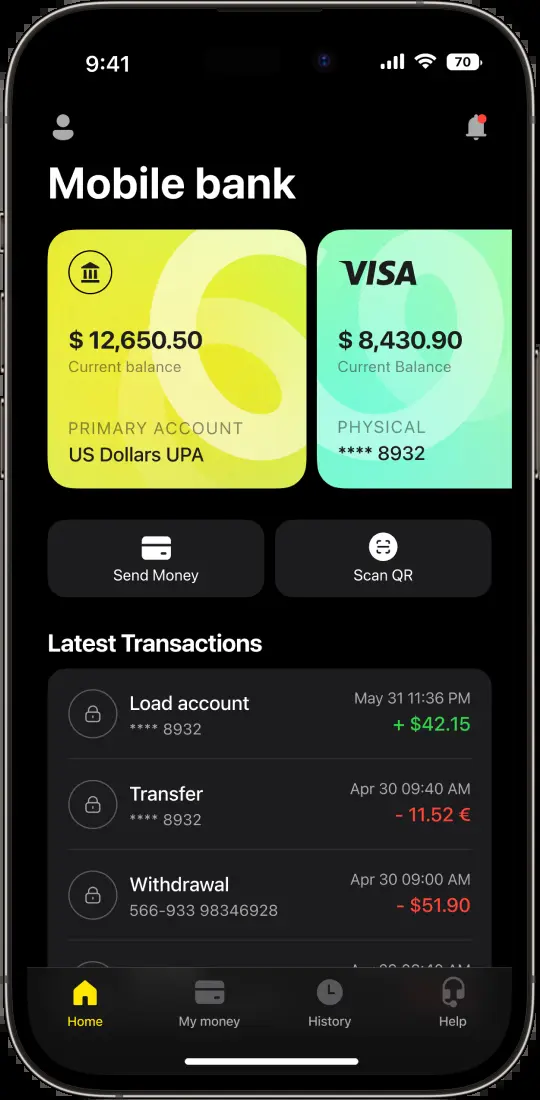 9:41
70
Mobile bank
VISA
$ 12,650.50
$ 8,430.90
Current balance
Current Balance
PRIMARY ACCOUNT
PHYSICAL
US Dollars UPA
**** 8932
Send Money
Scan QR
Latest Transactions
Load account
May 31 11:36 PM
**** 8932
+ $42.15
Transfer
Apr 30 09:40 AM
**** 8932
- 11.52 €
Withdrawal
Apr 30 09:00 AM
566-933 98346928
- $51.90
Home
My money
History
Help